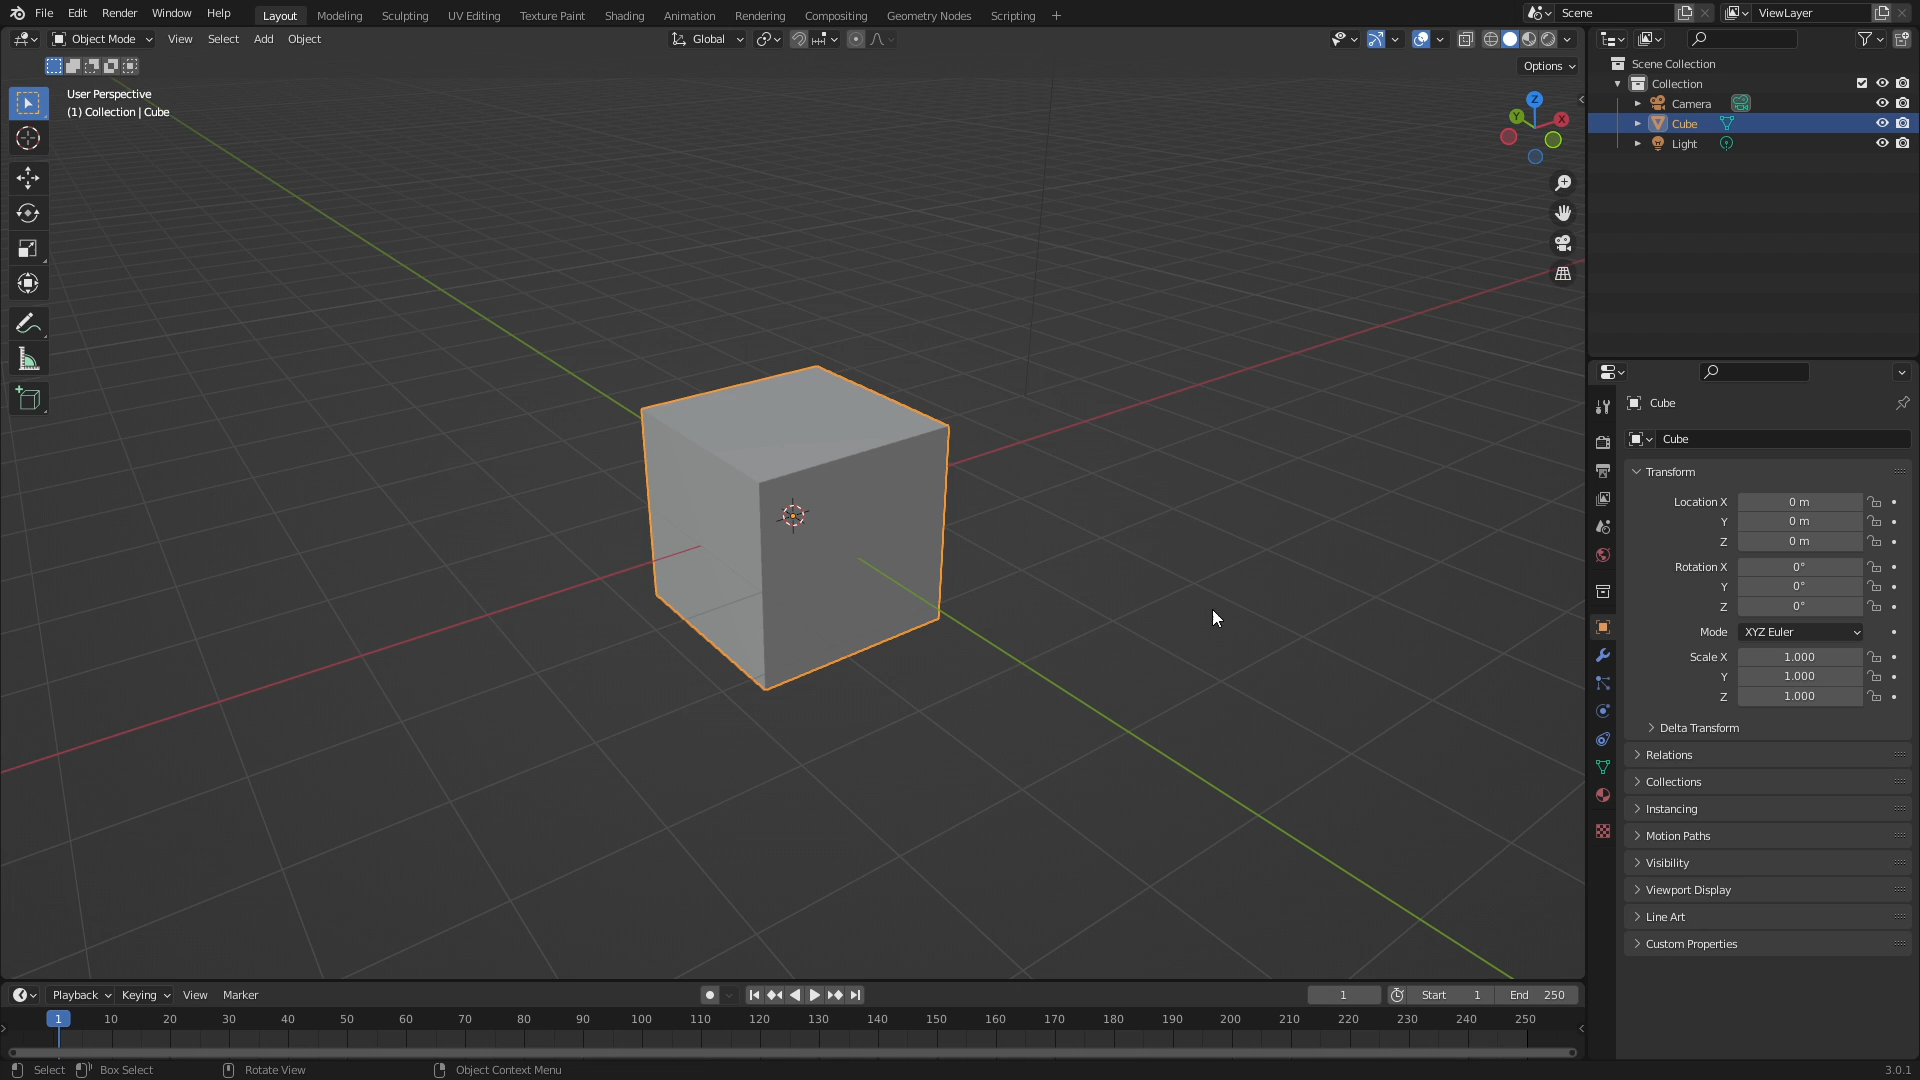 File Edit Render Window Help Layout Modeling Sculpting UV Editing Texture Paint Shading Animation Rendering Compositing Geometry Nodes Scripting + Scene ViewLayer
Object Mode View Select Add Object Global
Options
User Perspective
(1) Collection | Cube
Z
Y
X
Scene Collection
Collection
Camera
Cube
Light
Cube
Cube
Transform
Location X 0 m
Y 0 m
Z 0 m
Rotation X 0°
Y 0°
Z 0°
Mode XYZ Euler
Scale X 1.000
Y 1.000
Z 1.000
Delta Transform
Relations
Collections
Instancing
Motion Paths
Visibility
Viewport Display
Line Art
Custom Properties
Playback Keying View Marker 1 Start 1 End 250
1 10 20 30 40 50 60 70 80 90 100 110 120 130 140 150 160 170 180 190 200 210 220 230 240 250
Select Box Select Rotate View Object Context Menu 3.0.1